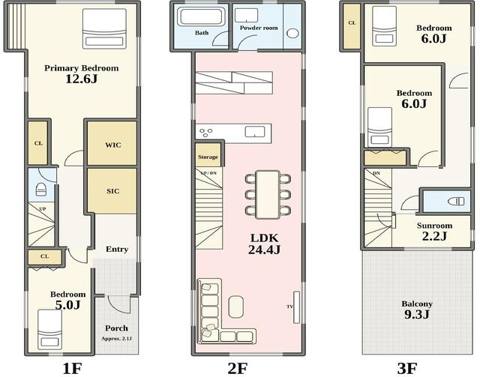 Primary Bedroom
12.6J
CL
WIC
SIC
UP
CL
Entry
Bedroom
5.0J
Porch
Approx. 2.1J
1F
Bath
Powder room
Storage
UP / DN
LDK
24.4J
TV
2F
CL
Bedroom
6.0J
Bedroom
6.0J
DN
Sunroom
2.2J
Balcony
9.3J
3F